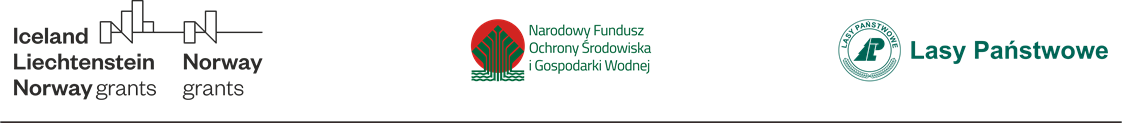 Iceland
Liechtenstein
Norway grants
Norway
grants
Narodowy Fundusz
Ochrony Środowiska
i Gospodarki Wodnej
LASY PAŃSTWOWE
Lasy Państwowe